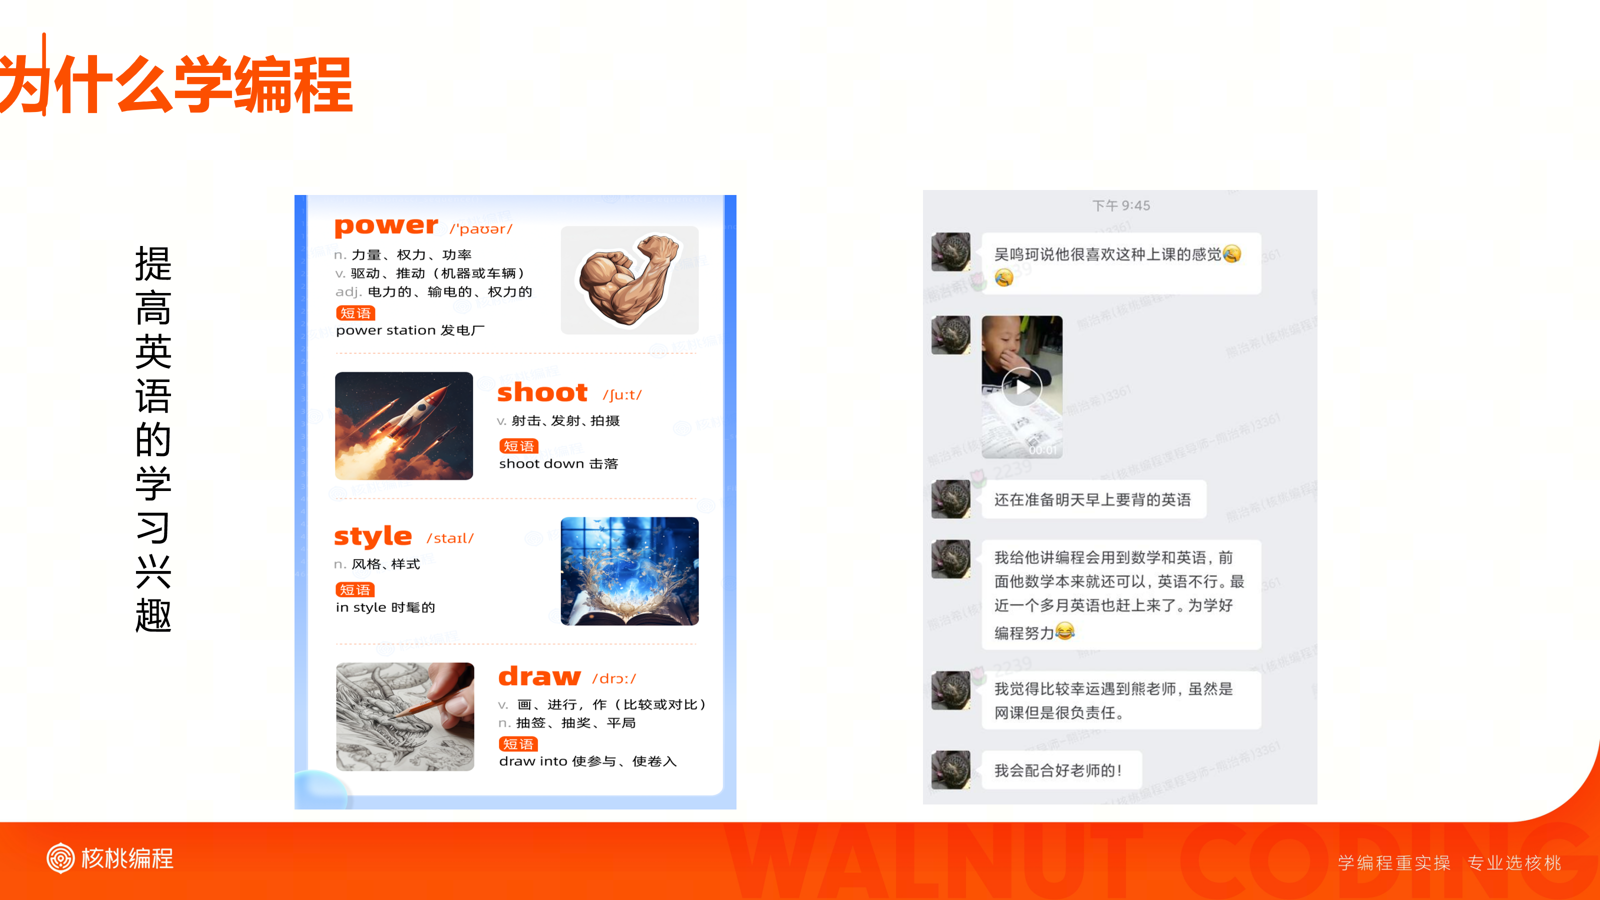 为什么学编程
提高英语的学习兴趣
power /ˈpaʊər/
n. 力量、权力、功率
v. 驱动、推动（机器或车辆）
adj. 电力的、输电的、权力的
短语
power station 发电厂
shoot /ʃuːt/
v. 射击、发射、拍摄
短语
shoot down 击落
style /staɪl/
n. 风格、样式
短语
in style 时髦的
draw /drɔː/
v. 画、进行，作（比较或对比）
n. 抽签、抽奖、平局
短语
draw into 使参与、使卷入
下午 9:45
吴鸣珂说他很喜欢这种上课的感觉
00:01
还在准备明天早上要背的英语
我给他讲编程会用到数学和英语，前
面他数学本来就还可以，英语不行。最
近一个多月英语也赶上来了。为学好
编程努力😂
我觉得比较幸运遇到熊老师，虽然是
网课但是很负责任。
我会配合好老师的！
核桃编程
WALNUT CODING
学编程重实操 专业选核桃